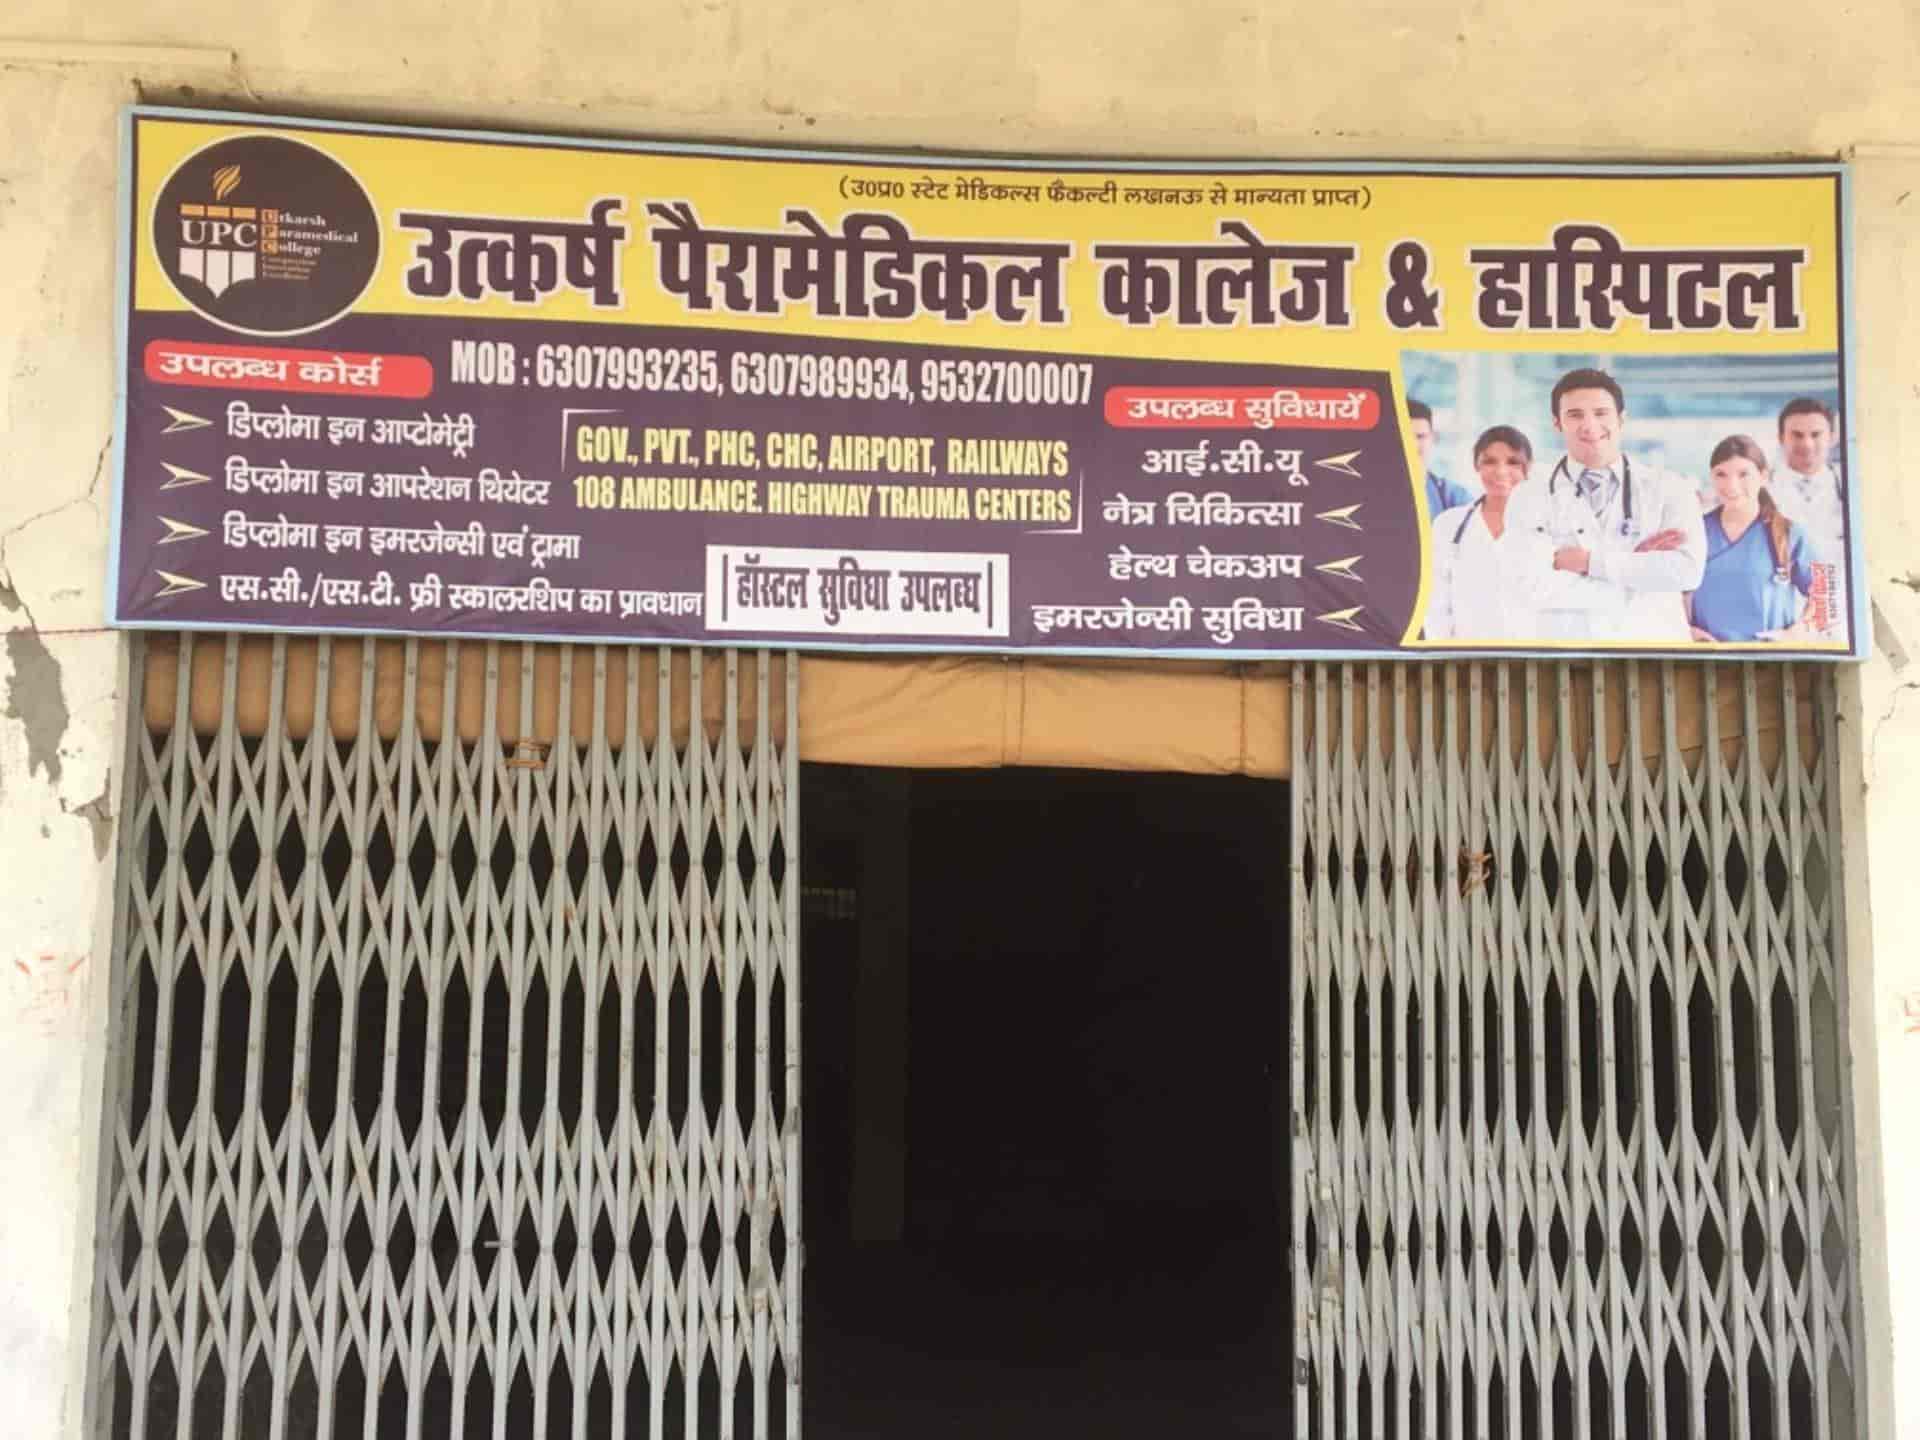 (उ0प्र0 स्टेट मेडिकल्स फैकल्टी लखनऊ से मान्यता प्राप्त)
उत्कर्ष पैरामेडिकल कालेज & हास्पिटल
UPC
Utkarsh
Paramedical
College
MOB : 6307993235, 6307989934, 9532700007
उपलब्ध कोर्स
डिप्लोमा इन आप्टोमेट्री
डिप्लोमा इन आपरेशन थियेटर
डिप्लोमा इन इमरजेन्सी एवं ट्रामा
एस.सी./एस.टी. फ्री स्कालरशिप का प्रावधान
GOV., PVT., PHC, CHC, AIRPORT, RAILWAYS
108 AMBULANCE. HIGHWAY TRAUMA CENTERS
हॉस्टल सुविधा उपलब्ध
उपलब्ध सुविधायें
आई.सी.यू
नेत्र चिकित्सा
हेल्थ चेकअप
इमरजेन्सी सुविधा